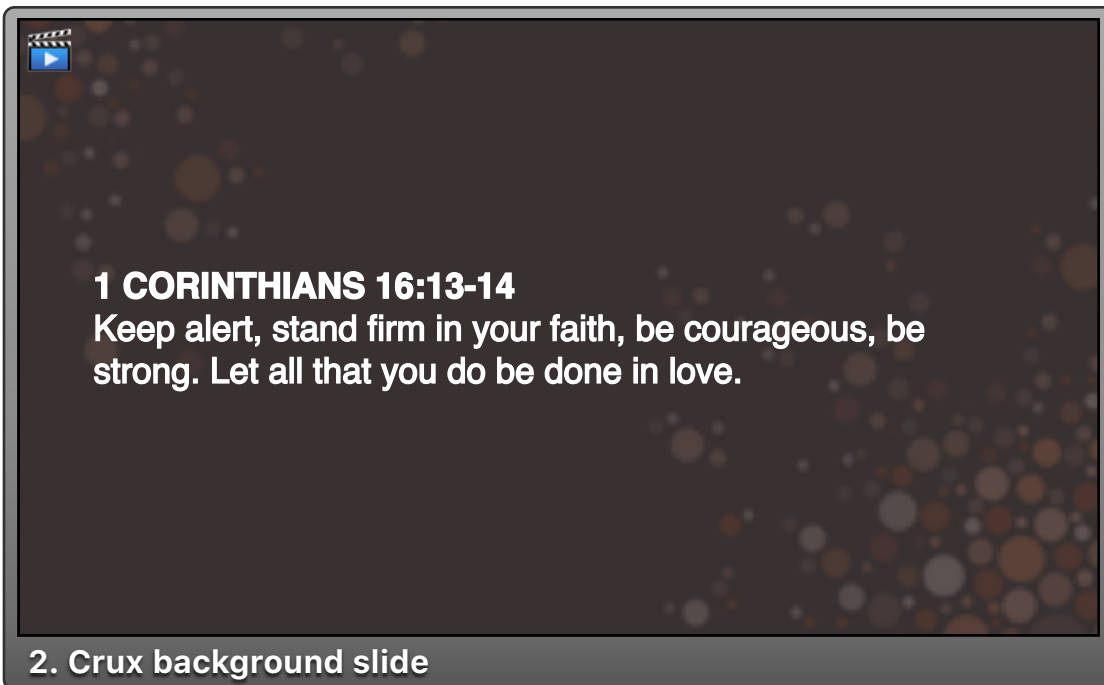 1 CORINTHIANS 16:13-14
Keep alert, stand firm in your faith, be courageous, be
strong. Let all that you do be done in love.
2. Crux background slide